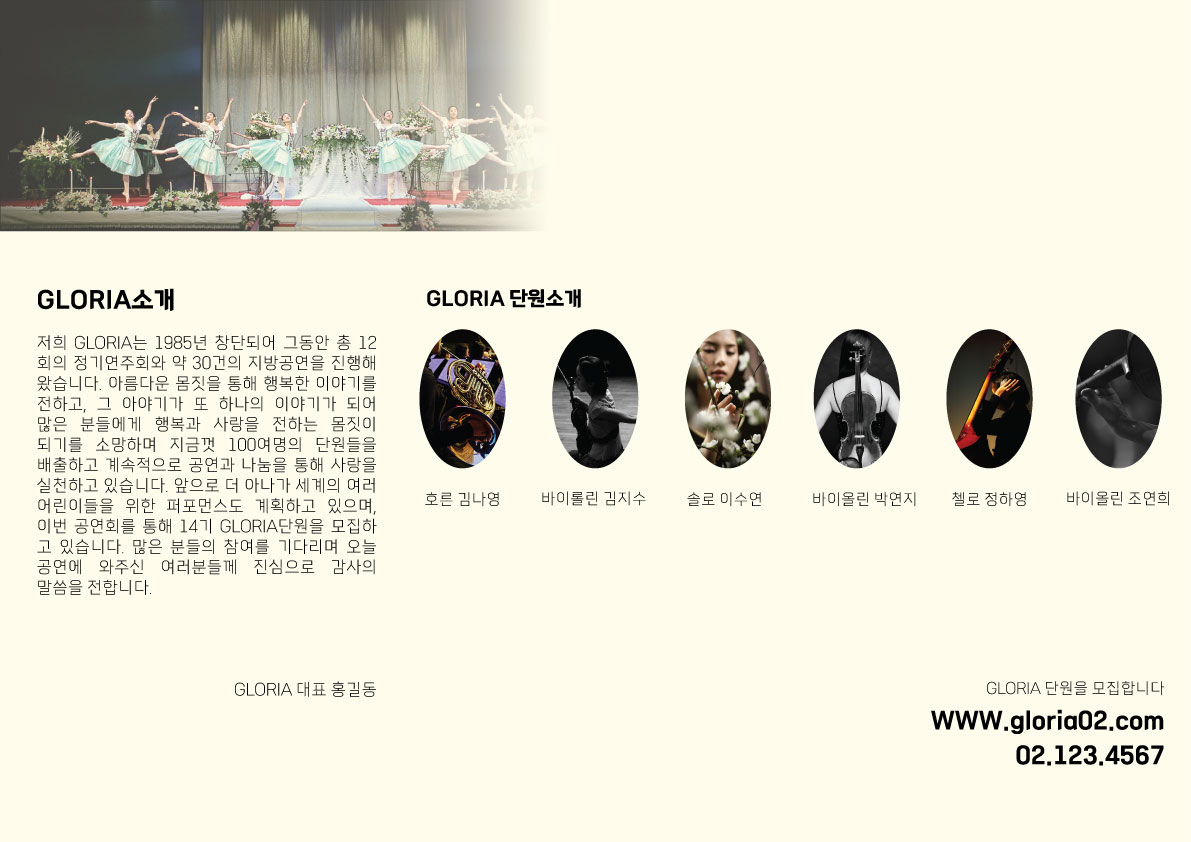 GLORIA소개
저희 GLORIA는 1985년 창단되어 그동안 총 12
회의 정기연주회와 약 30건의 지방공연을 진행해
왔습니다. 아름다운 몸짓을 통해 행복한 이야기를
전하고, 그 아야기가 또 하나의 이야기가 되어
많은 분들에게 행복과 사랑을 전하는 몸짓이
되기를 소망하며 지금껏 100여명의 단원들을
배출하고 계속적으로 공연과 나눔을 통해 사랑을
실천하고 있습니다. 앞으로 더 아나가 세계의 여러
어린이들을 위한 퍼포먼스도 계획하고 있으며,
이번 공연회를 통해 14기 GLORIA단원을 모집하
고 있습니다. 많은 분들의 참여를 기다리며 오늘
공연에 와주신 여러분들께 진심으로 감사의
말씀을 전합니다.
GLORIA 대표 홍길동
GLORIA 단원소개
호른 김나영
바이롤린 김지수
솔로 이수연
바이올린 박연지
첼로 정하영
바이올린 조연희
GLORIA 단원을 모집합니다
WWW.gloria02.com
02.123.4567